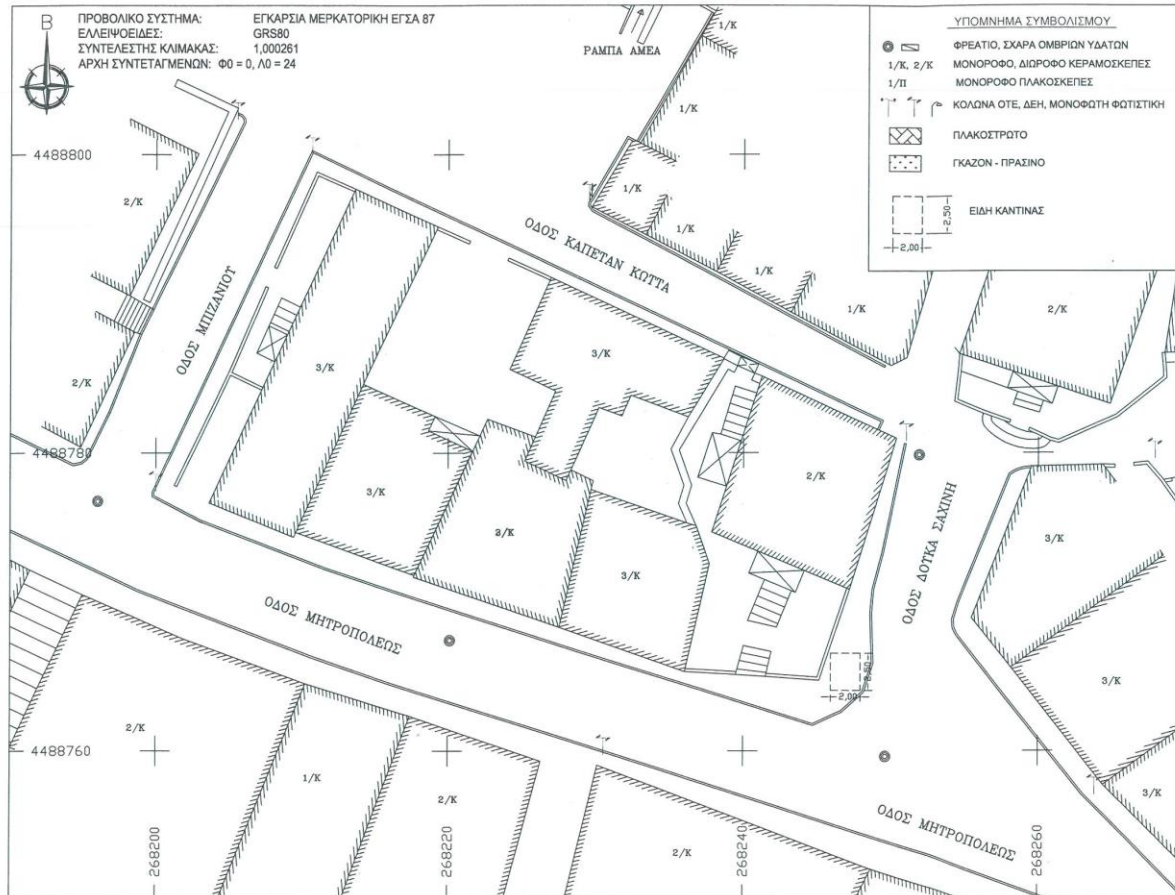 Β
ΠΡΟΒΟΛΙΚΟ ΣΥΣΤΗΜΑ: ΕΓΚΑΡΣΙΑ ΜΕΡΚΑΤΟΡΙΚΗ ΕΓΣΑ 87
ΕΛΛΕΙΨΟΕΙΔΕΣ: GRS80
ΣΥΝΤΕΛΕΣΤΗΣ ΚΛΙΜΑΚΑΣ: 1,000261
ΑΡΧΗ ΣΥΝΤΕΤΑΓΜΕΝΩΝ: Φ0 = 0, Λ0 = 24
ΡΑΜΠΑ ΑΜΕΑ
1/Κ
1/Κ
ΥΠΟΜΝΗΜΑ ΣΥΜΒΟΛΙΣΜΟΥ
ΦΡΕΑΤΙΟ, ΣΧΑΡΑ ΟΜΒΡΙΩΝ ΥΔΑΤΩΝ
1/Κ, 2/Κ ΜΟΝΟΡΟΦΟ, ΔΙΩΡΟΦΟ ΚΕΡΑΜΟΣΚΕΠΕΣ
1/Π ΜΟΝΟΡΟΦΟ ΠΛΑΚΟΣΚΕΠΕΣ
ΚΟΛΩΝΑ ΟΤΕ, ΔΕΗ, ΜΟΝΟΦΩΤΗ ΦΩΤΙΣΤΙΚΗ
ΠΛΑΚΟΣΤΡΩΤΟ
ΓΚΑΖΟΝ - ΠΡΑΣΙΝΟ
ΕΙΔΗ ΚΑΝΤΙΝΑΣ
2,50
2,00
4488800
2/Κ
1/Κ
1/Κ
1/Κ
1/Κ
2/Κ
ΟΔΟΣ ΚΑΠΕΤΑΝ ΚΩΤΤΑ
ΟΔΟΣ ΜΠΙΖΑΝΙΟΥ
3/Κ
3/Κ
2/Κ
4488780
3/Κ
2/Κ
3/Κ
3/Κ
2/Κ
ΟΔΟΣ ΔΟΥΚΑ ΣΑΧΙΝΗ
3/Κ
ΟΔΟΣ ΜΗΤΡΟΠΟΛΕΩΣ
2,50
2,00
3/Κ
4488760
2/Κ
1/Κ
2/Κ
3/Κ
2/Κ
ΟΔΟΣ ΜΗΤΡΟΠΟΛΕΩΣ
268200
268220
268240
268260